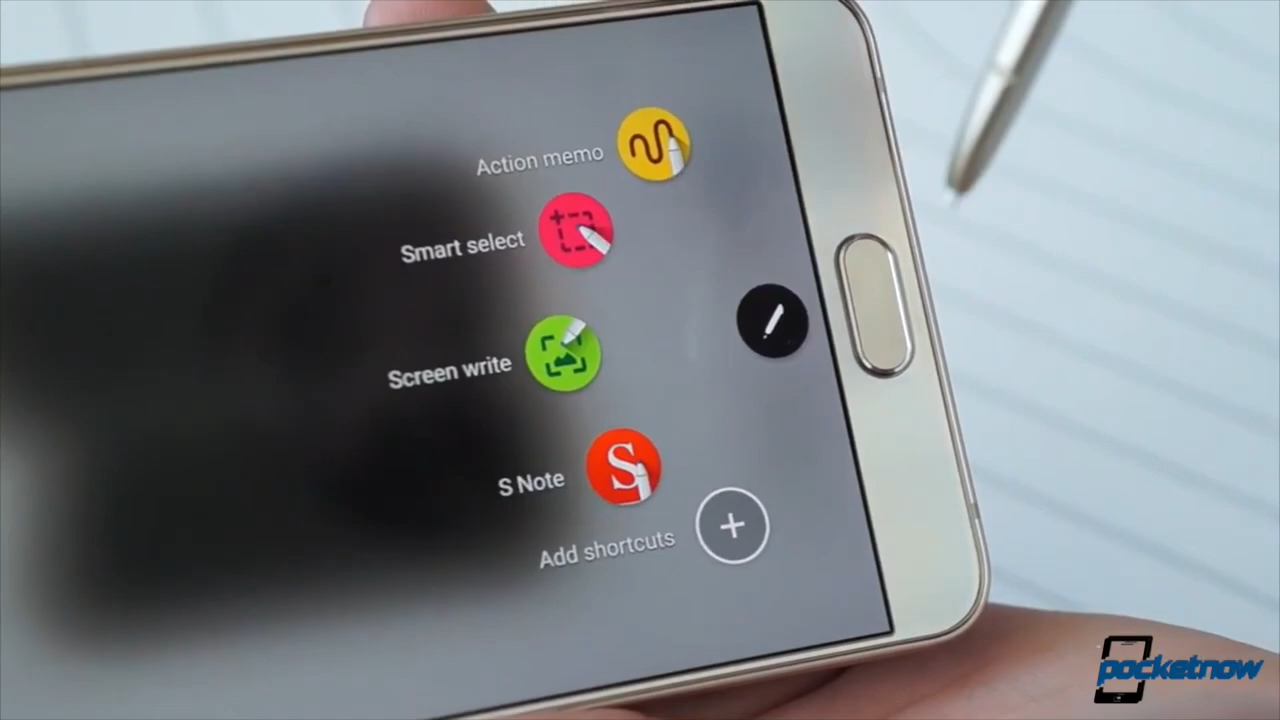 Action memo
Smart select
Screen write
S Note
S
Add shortcuts
pocketnow